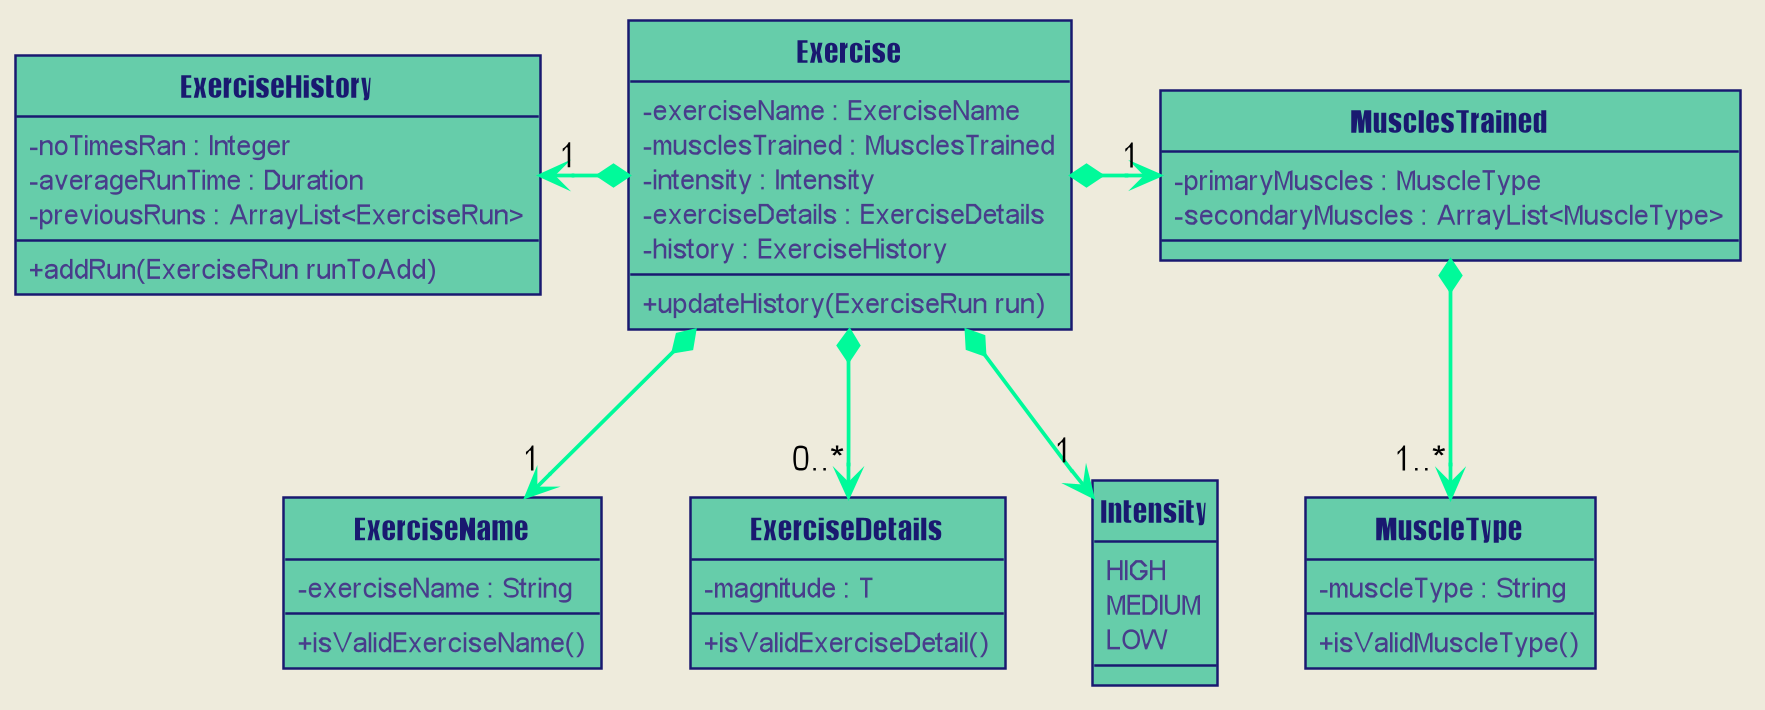 ExerciseHistory
-noTimesRan : Integer
-averageRunTime : Duration
-previousRuns : ArrayList<ExerciseRun>
+addRun(ExerciseRun runToAdd)
1
Exercise
-exerciseName : ExerciseName
-musclesTrained : MusclesTrained
-intensity : Intensity
-exerciseDetails : ExerciseDetails
-history : ExerciseHistory
+updateHistory(ExerciseRun run)
1
MusclesTrained
-primaryMuscles : MuscleType
-secondaryMuscles : ArrayList<MuscleType>
1
0..*
1
1..*
ExerciseName
-exerciseName : String
+isValidExerciseName()
ExerciseDetails
-magnitude : T
+isValidExerciseDetail()
Intensity
HIGH
MEDIUM
LOW
MuscleType
-muscleType : String
+isValidMuscleType()